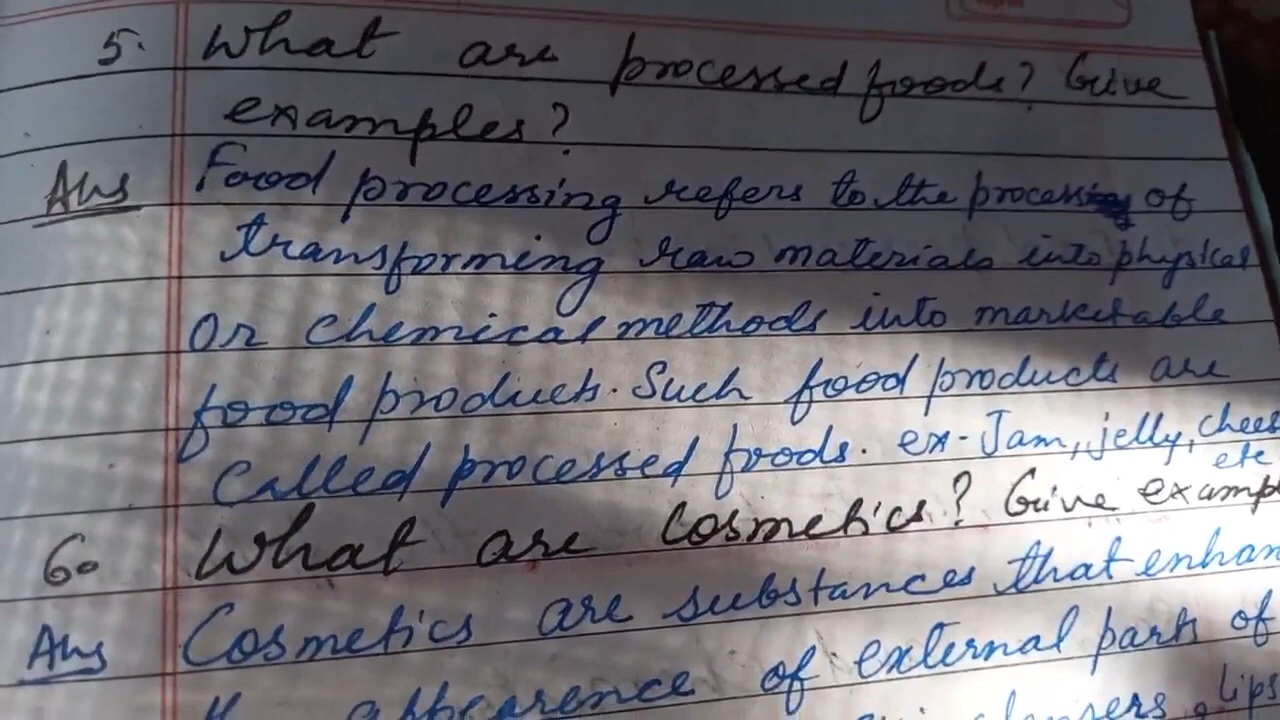 5. What are processed foods? Give
examples?
Ans Food processing refers to the process of
transforming raw materials into physical
or chemical methods into marketable
food products. Such food products are
called processed foods. ex- Jam, jelly, chees
etc
6. What are Cosmetics? Give examp
Ans Cosmetics are substances that enhan
appearence of external parts of
lips